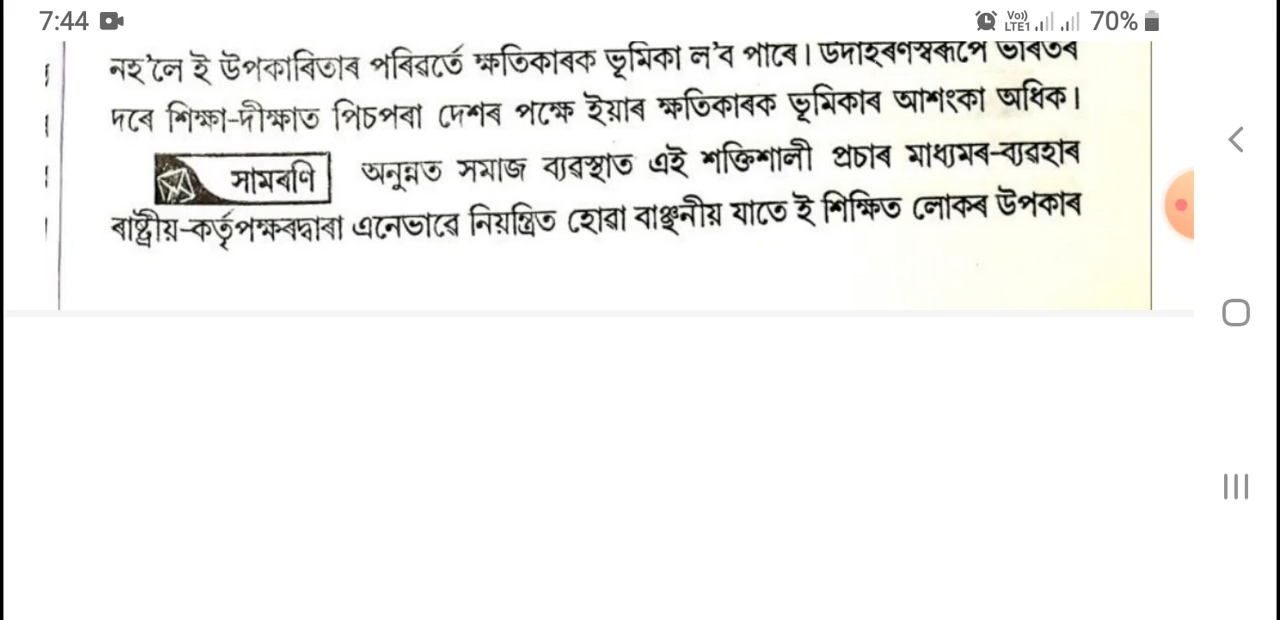 7:44
Vo)) LTE1 70%
নহ'লে ই উপকাৰিতাৰ পৰিৱৰ্তে ক্ষতিকাৰক ভূমিকা ল'ব পাৰে। উদাহৰণস্বৰূপে ভাৰতৰ
দৰে শিক্ষা-দীক্ষাত পিচপৰা দেশৰ পক্ষে ইয়াৰ ক্ষতিকাৰক ভূমিকাৰ আশংকা অধিক।
সামৰণি অনুন্নত সমাজ ব্যৱস্থাত এই শক্তিশালী প্ৰচাৰ মাধ্যমৰ-ব্যৱহাৰ
ৰাষ্ট্ৰীয়-কৰ্তৃপক্ষৰদ্বাৰা এনেভাৱে নিয়ন্ত্ৰিত হোৱা বাঞ্ছনীয় যাতে ই শিক্ষিত লোকৰ উপকাৰ